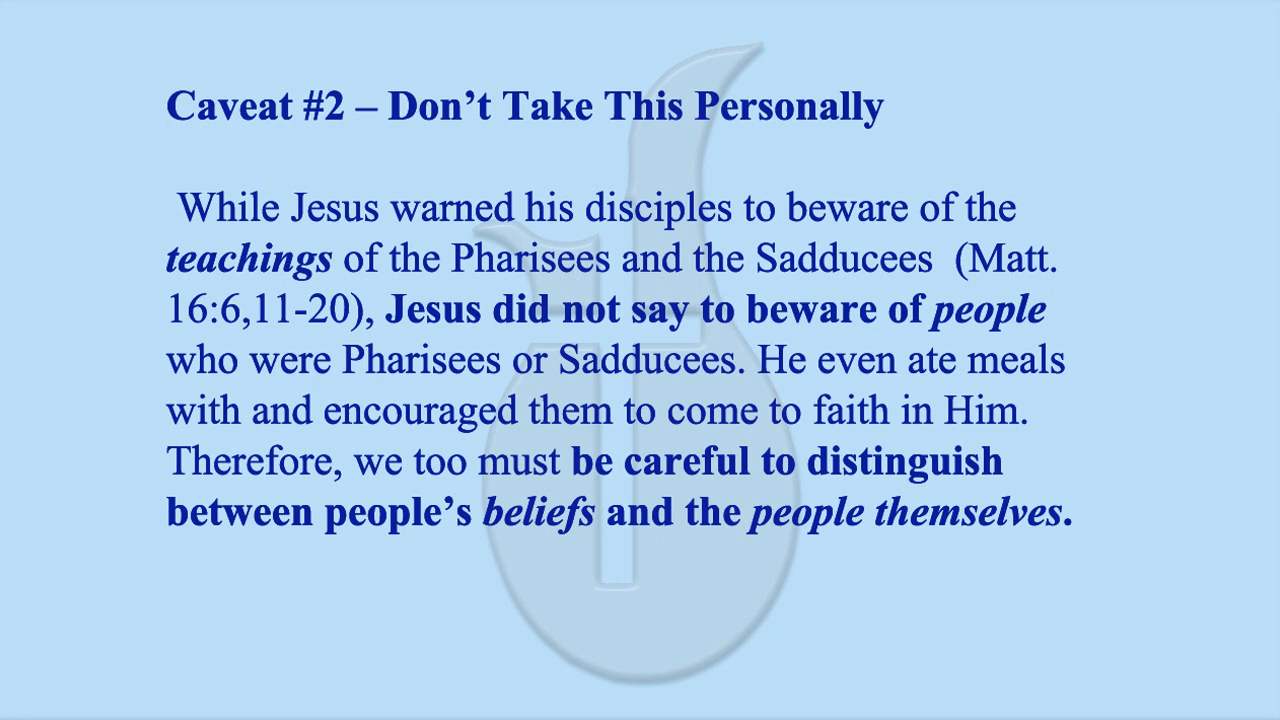 Caveat #2 – Don’t Take This Personally
While Jesus warned his disciples to beware of the
teachings of the Pharisees and the Sadducees  (Matt.
16:6,11-20), Jesus did not say to beware of people
who were Pharisees or Sadducees. He even ate meals
with and encouraged them to come to faith in Him.
Therefore, we too must be careful to distinguish
between people’s beliefs and the people themselves.